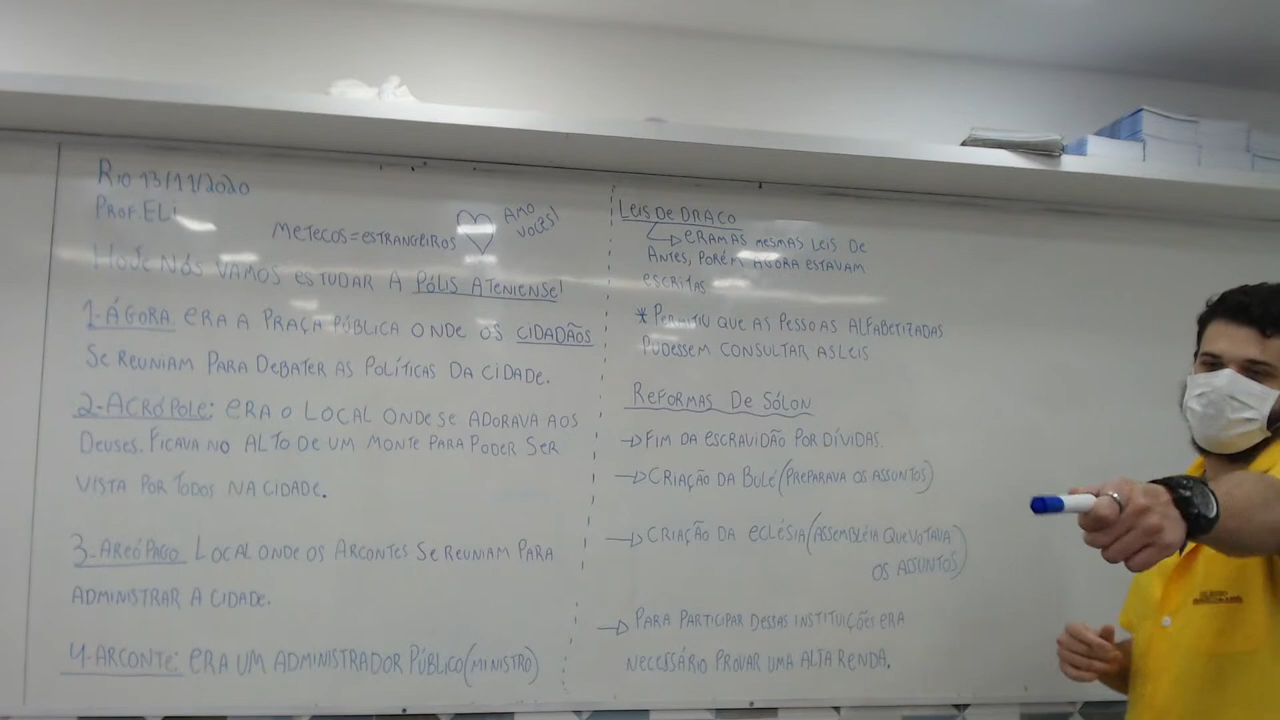 Rio 13/11/2020
Prof. Eli
METECOS = ESTRANGEIROS
AMO
VOCÊS!
HOJE NÓS VAMOS ESTUDAR A PÓLIS ATENIENSE!
1-ÁGORA ERA A PRAÇA PÚBLICA ONDE OS CIDADÃOS
SE REUNIAM PARA DEBATER AS POLÍTICAS DA CIDADE.
2-ACRÓPOLE: ERA O LOCAL ONDE SE ADORAVA AOS
DEUSES. FICAVA NO ALTO DE UM MONTE PARA PODER SER
VISTA POR TODOS NA CIDADE.
3-AREÓPAGO LOCAL ONDE OS ARCONTES SE REUNIAM PARA
ADMINISTRAR A CIDADE.
4-ARCONTE: ERA UM ADMINISTRADOR PÚBLICO (MINISTRO)
LEIS DE DRACO
ERAM AS MESMAS LEIS DE
ANTES, PORÉM AGORA ESTAVAM
ESCRITAS.
* PERMITIU QUE AS PESSOAS ALFABETIZADAS
PUDESSEM CONSULTAR AS LEIS
REFORMAS DE SÓLON
→ FIM DA ESCRAVIDÃO POR DÍVIDAS.
→ CRIAÇÃO DA BULÉ (PREPARAVA OS ASSUNTOS)
→ CRIAÇÃO DA ECLÉSIA (ASSEMBLÉIA QUE VOTAVA
OS ASSUNTOS)
→ PARA PARTICIPAR DESSAS INSTITUIÇÕES ERA
NECESSÁRIO PROVAR UMA ALTA RENDA.